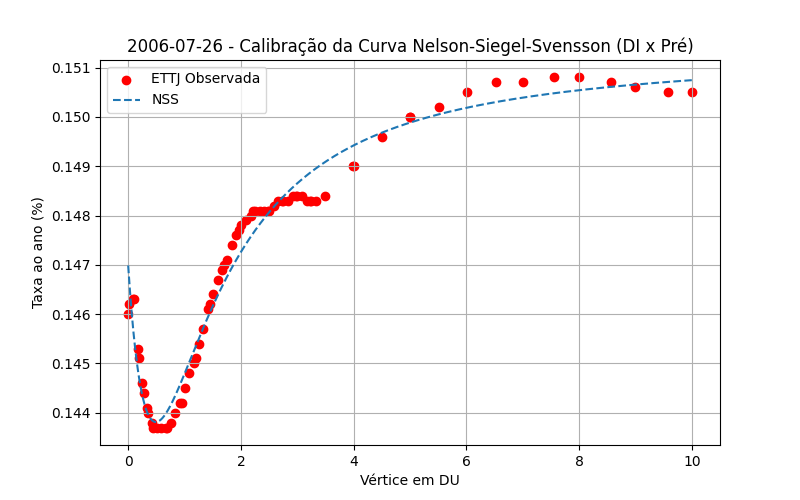 2006-07-26 - Calibração da Curva Nelson-Siegel-Svensson (DI x Pré)
ETTJ Observada
NSS
Taxa ao ano (%)
0.151
0.150
0.149
0.148
0.147
0.146
0.145
0.144
0 2 4 6 8 10
Vértice em DU